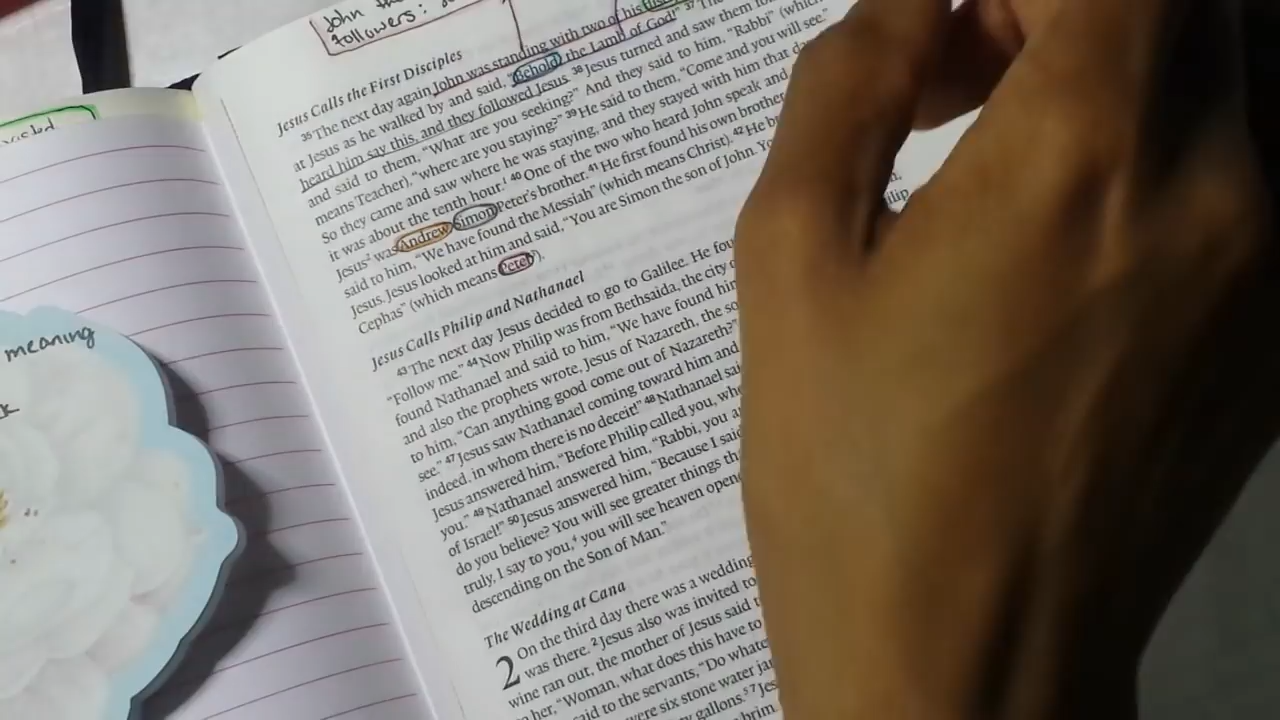 John
followers:
meaning
Jesus Calls the First Disciples
35 The next day again John was standing with two of his
at Jesus as he walked by and said, "Behold, the Lamb of God!" 37 The
heard him say this, and they followed Jesus. 38 Jesus turned and saw them
and said to them, "What are you seeking?" And they said to him, "Rabbi" (which
means Teacher), "where are you staying?" 39 He said to them, "Come and you will see."
So they came and saw where he was staying, and they stayed with him that
it was about the tenth hour. 40 One of the two who heard John speak and
Jesus was Andrew, Simon Peter's brother. 41 He first found his own brother
said to him, "We have found the Messiah" (which means Christ). 42 He
Jesus. Jesus looked at him and said, "You are Simon the son of John.
Cephas" (which means Peter).
Jesus Calls Philip and Nathanael
43 The next day Jesus decided to go to Galilee. He
"Follow me." 44 Now Philip was from Bethsaida, the city
found Nathanael and said to him, "We have found
and also the prophets wrote, Jesus of Nazareth, the
to him, "Can anything good come out of Nazareth?"
see." 47 Jesus saw Nathanael coming toward him and
indeed, in whom there is no deceit!" 48 Nathanael
Jesus answered him, "Before Philip called you,
you." 49 Nathanael answered him, "Rabbi, you
of Israel!" 50 Jesus answered him, "Because I
do you believe? You will see greater things
truly, I say to you,4 you will see heaven
descending on the Son of Man."
The Wedding at Cana
2 On the third day there was a wedding
was there. 2 Jesus also was invited to
wine ran out, the mother of Jesus said
her, "Woman, what does this have to
said to the servants, "Do
six stone water
gallons.5 7
brim.